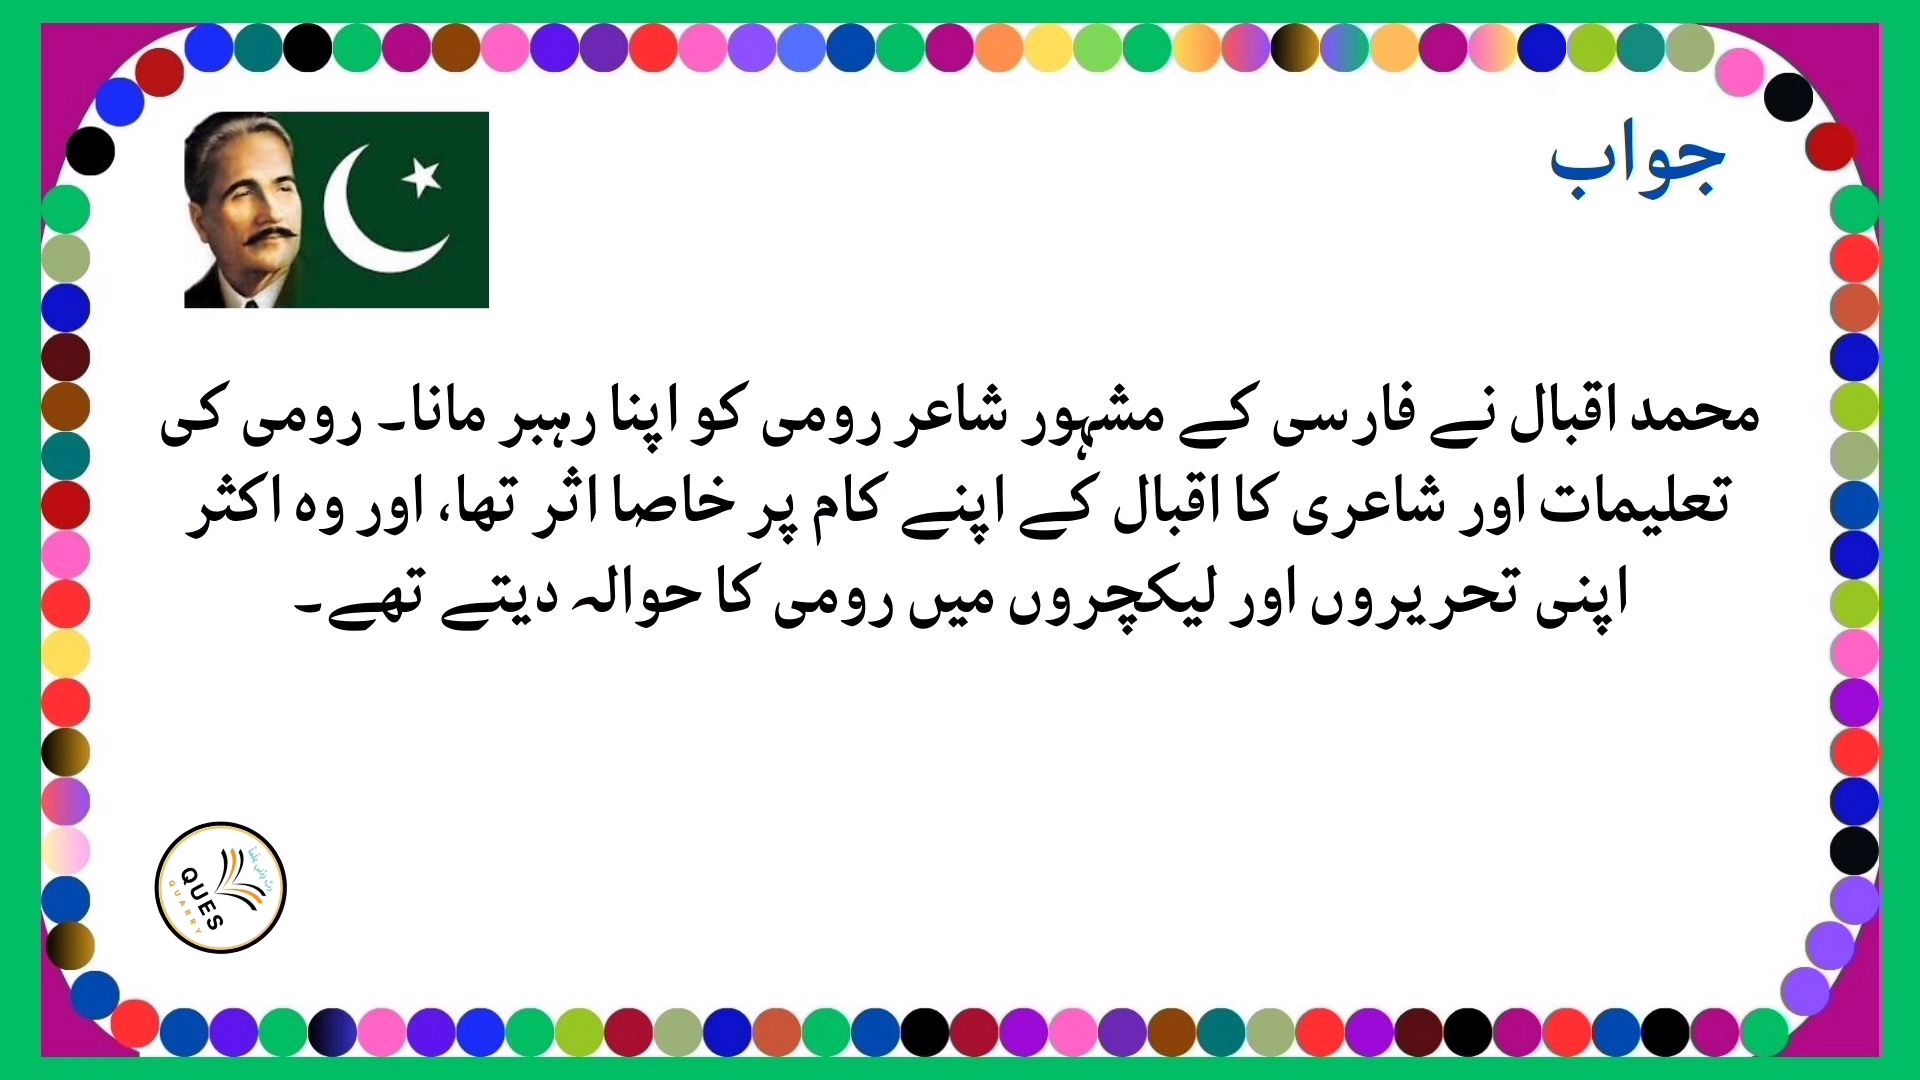 جواب
محمد اقبال نے فارسی کے مشہور شاعر رومی کو اپنا رہبر مانا۔ رومی کی
تعلیمات اور شاعری کا اقبال کے اپنے کام پر خاصا اثر تھا، اور وہ اکثر
اپنی تحریروں اور لیکچروں میں رومی کا حوالہ دیتے تھے۔
QUES
QUARRY